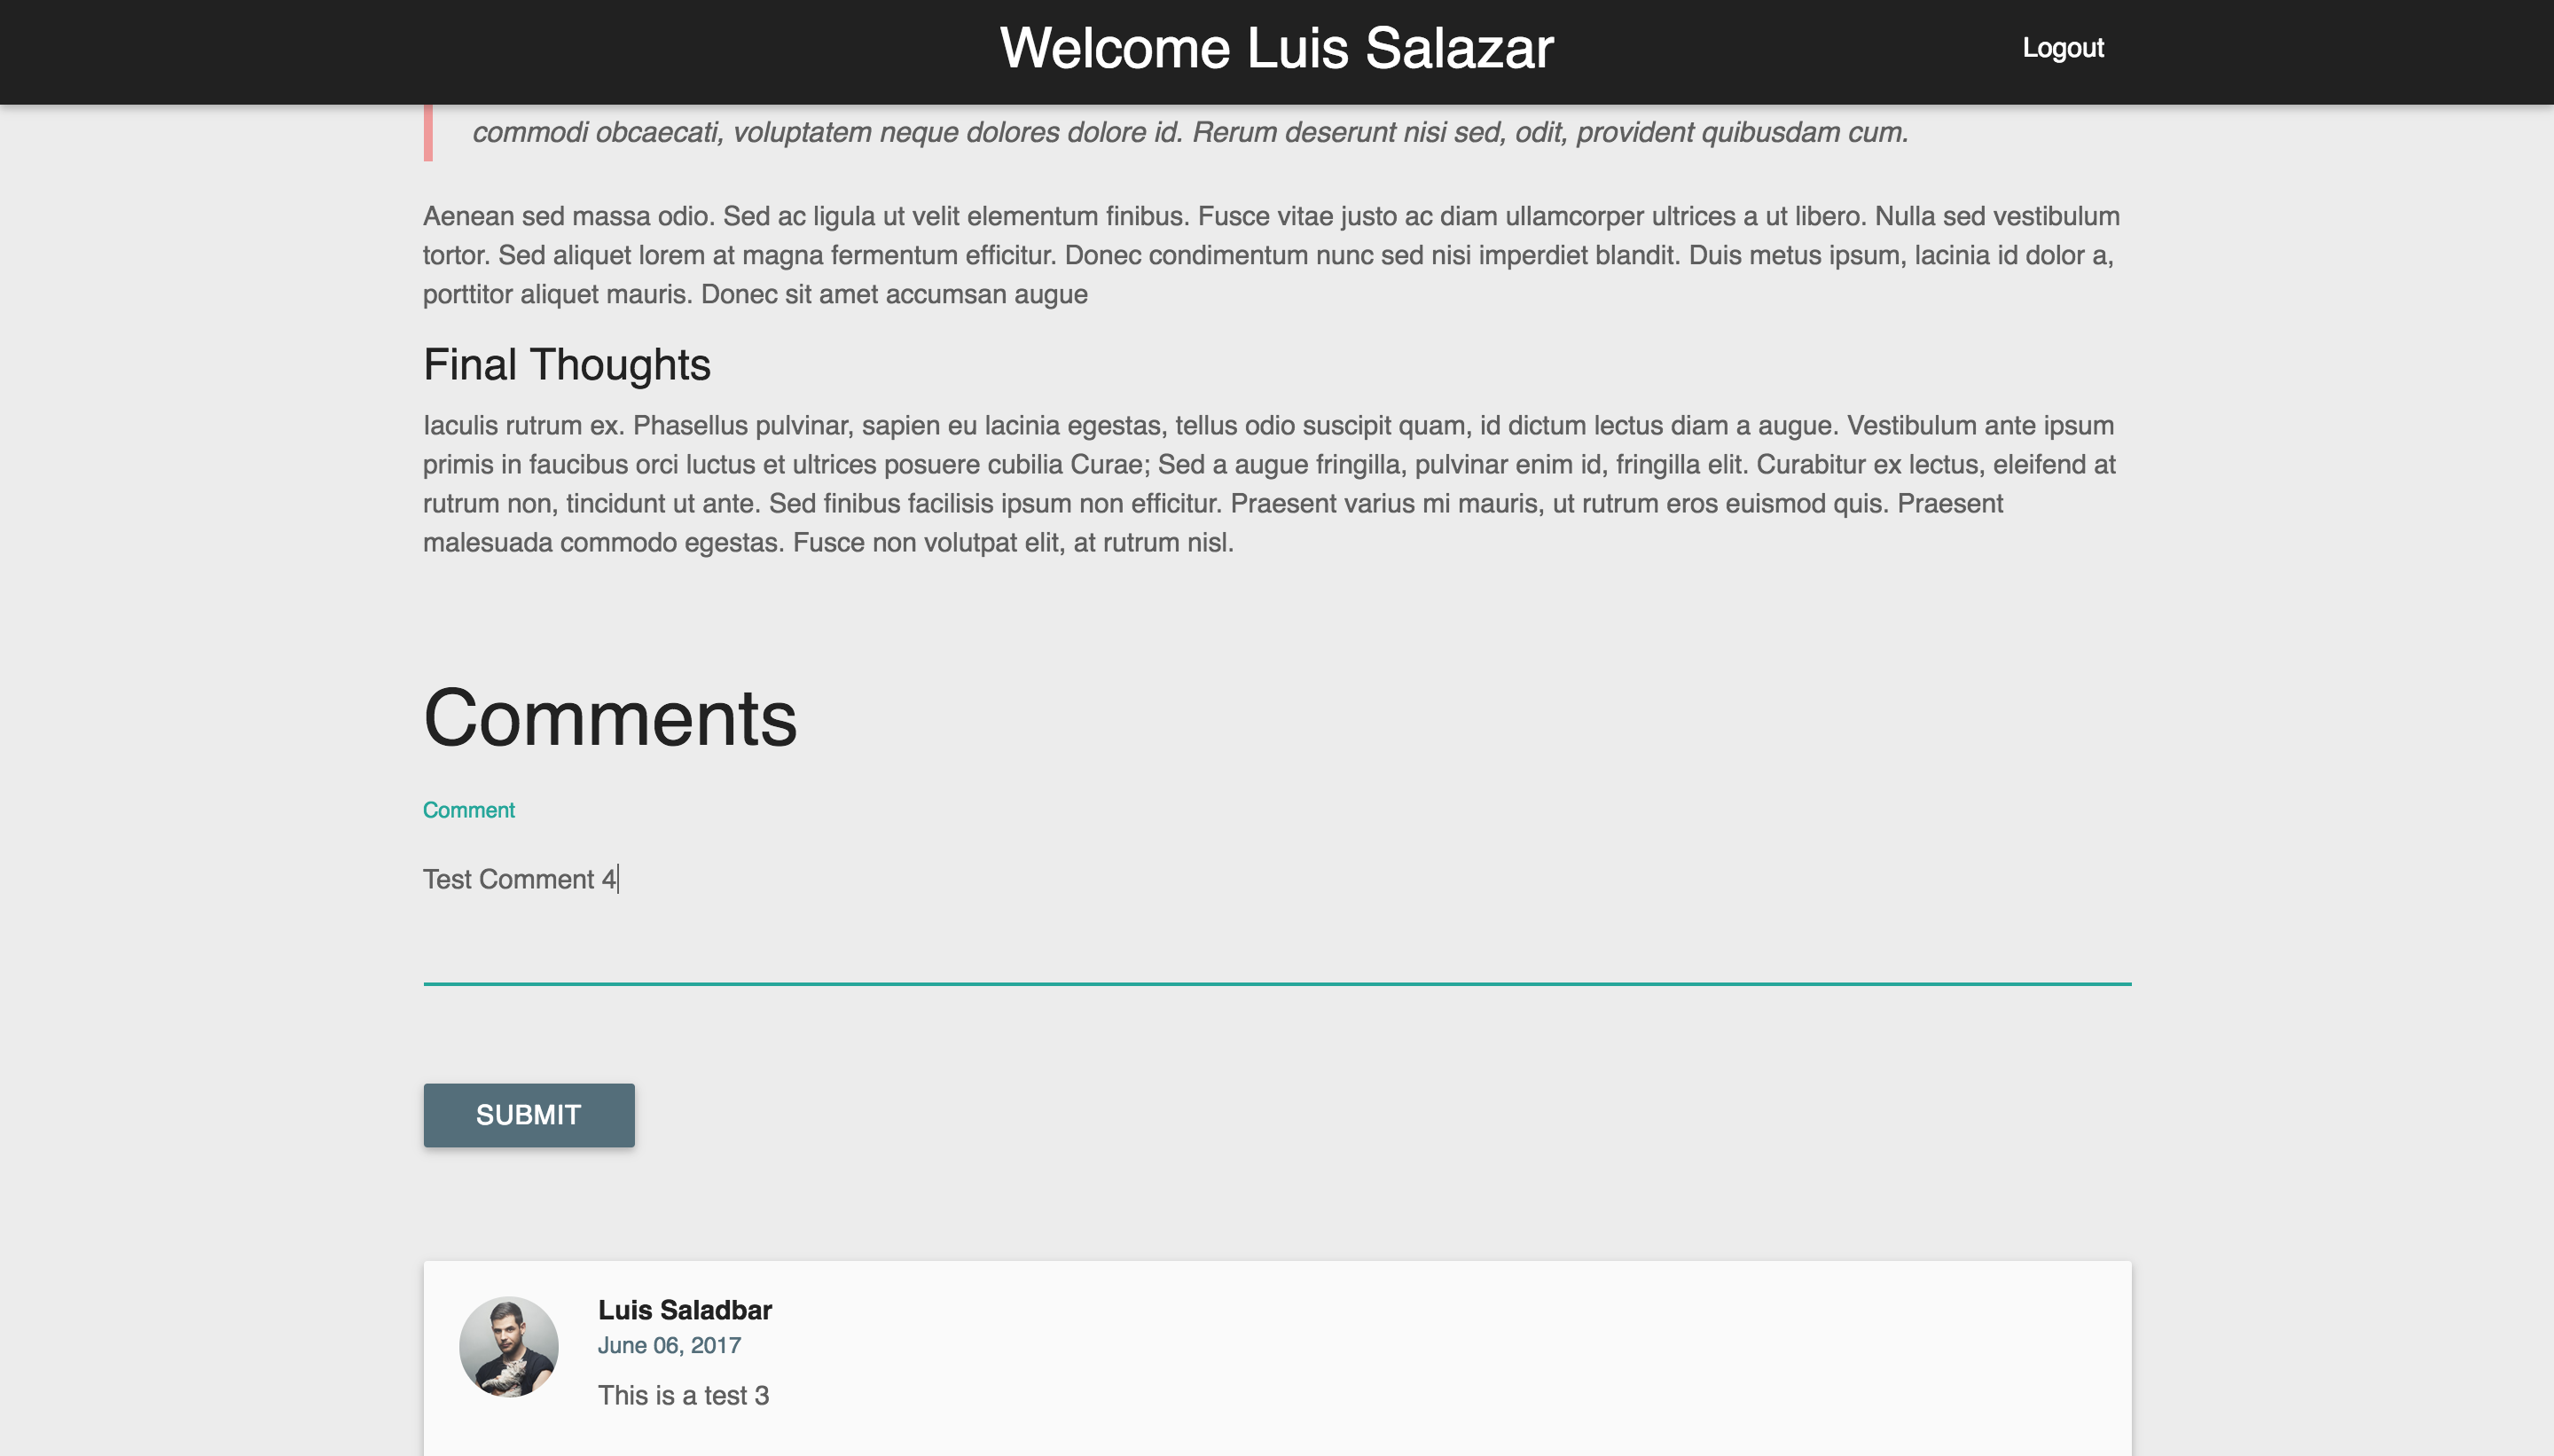 Welcome Luis Salazar
Logout
commodi obcaecati, voluptatem neque dolores dolore id. Rerum deserunt nisi sed, odit, provident quibusdam cum.
Aenean sed massa odio. Sed ac ligula ut velit elementum finibus. Fusce vitae justo ac diam ullamcorper ultrices a ut libero. Nulla sed vestibulum
tortor. Sed aliquet lorem at magna fermentum efficitur. Donec condimentum nunc sed nisi imperdiet blandit. Duis metus ipsum, lacinia id dolor a,
porttitor aliquet mauris. Donec sit amet accumsan augue
Final Thoughts
Iaculis rutrum ex. Phasellus pulvinar, sapien eu lacinia egestas, tellus odio suscipit quam, id dictum lectus diam a augue. Vestibulum ante ipsum
primis in faucibus orci luctus et ultrices posuere cubilia Curae; Sed a augue fringilla, pulvinar enim id, fringilla elit. Curabitur ex lectus, eleifend at
rutrum non, tincidunt ut ante. Sed finibus facilisis ipsum non efficitur. Praesent varius mi mauris, ut rutrum eros euismod quis. Praesent
malesuada commodo egestas. Fusce non volutpat elit, at rutrum nisl.
Comments
Comment
Test Comment 4
SUBMIT
Luis Saladbar
June 06, 2017
This is a test 3